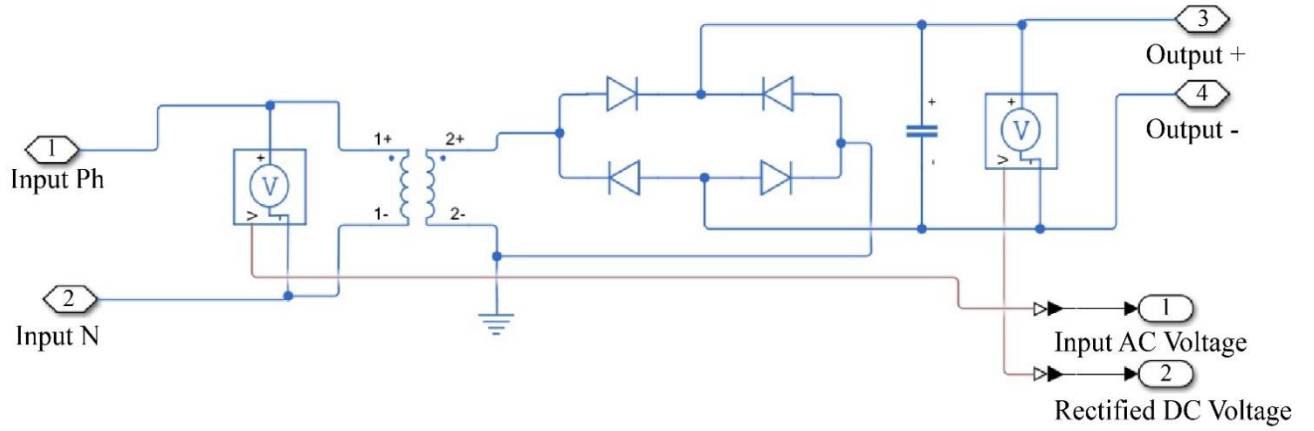 3
Output +
4
Output -
+
V
+
V
1
Input Ph
1+
2+
1-
2-
+
-
V
V
2
Input N
1
Input AC Voltage
2
Rectified DC Voltage